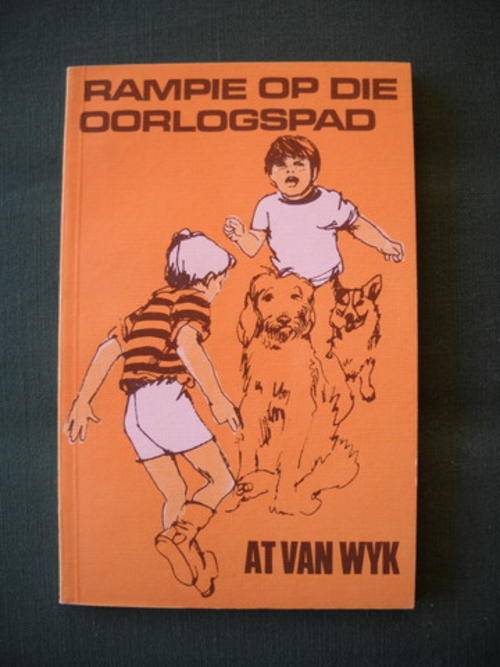 RAMPIE OP DIE
OORLOGSPAD
AT VAN WYK